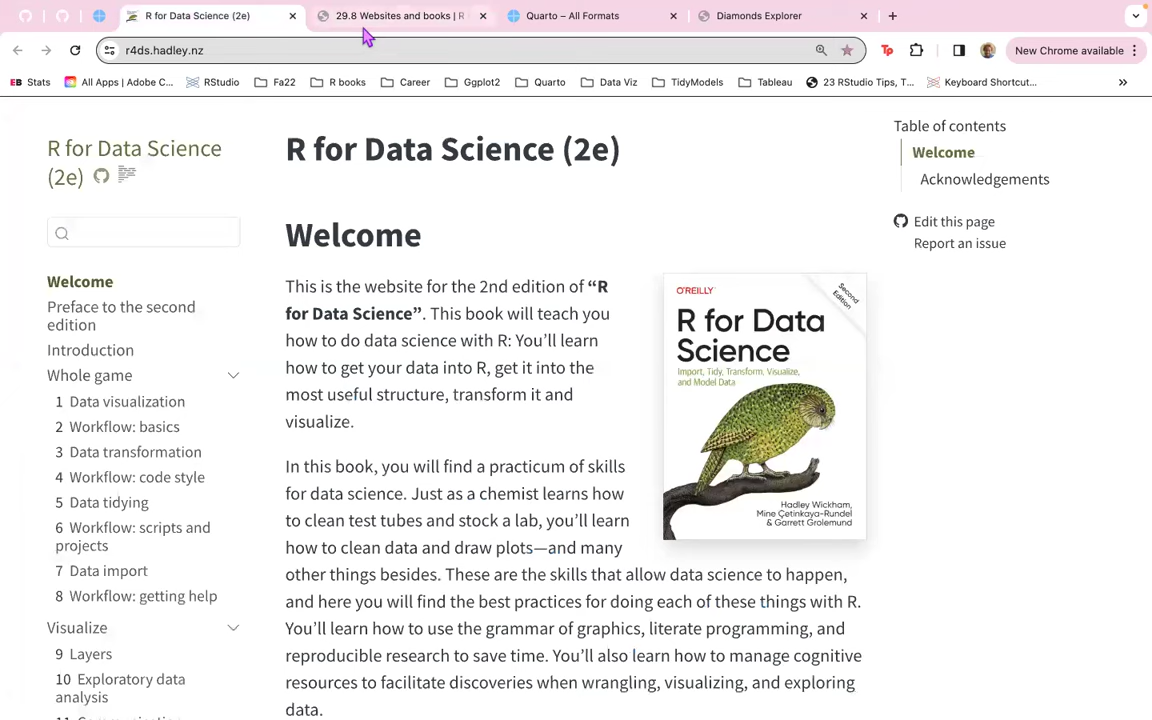 R for Data Science (2e)
29.8 Websites and books | R
Quarto – All Formats
Diamonds Explorer
r4ds.hadley.nz
Tp
New Chrome available
EB Stats
All Apps | Adobe C...
RStudio
Fa22
R books
Career
Ggplot2
Quarto
Data Viz
TidyModels
Tableau
23 RStudio Tips, T...
Keyboard Shortcut...
»
R for Data Science
(2e)
Welcome
Preface to the second
edition
Introduction
Whole game
1 Data visualization
2 Workflow: basics
3 Data transformation
4 Workflow: code style
5 Data tidying
6 Workflow: scripts and
projects
7 Data import
8 Workflow: getting help
Visualize
9 Layers
10 Exploratory data
analysis
R for Data Science (2e)
Welcome
This is the website for the 2nd edition of “R
for Data Science”. This book will teach you
how to do data science with R: You’ll learn
how to get your data into R, get it into the
most useful structure, transform it and
visualize.
In this book, you will find a practicum of skills
for data science. Just as a chemist learns how
to clean test tubes and stock a lab, you’ll learn
how to clean data and draw plots—and many
other things besides. These are the skills that allow data science to happen,
and here you will find the best practices for doing each of these things with R.
You’ll learn how to use the grammar of graphics, literate programming, and
reproducible research to save time. You’ll also learn how to manage cognitive
resources to facilitate discoveries when wrangling, visualizing, and exploring
data.
O'REILLY
Second
Edition
R for Data
Science
Import, Tidy, Transform, Visualize,
and Model Data
Hadley Wickham,
Mine Çetinkaya-Rundel
& Garrett Grolemund
Table of contents
Welcome
Acknowledgements
Edit this page
Report an issue